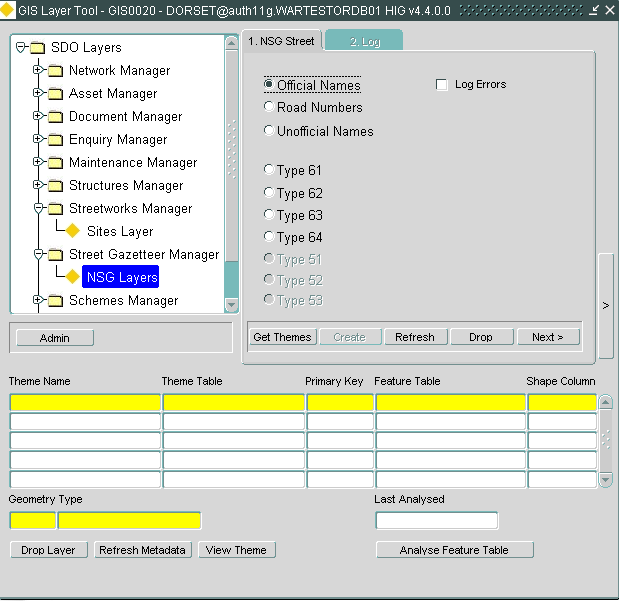 GIS Layer Tool - GIS0020 - DORSET@auth11g.WARTESTORDB01 HIG v4.4.0.0
SDO Layers
Network Manager
Asset Manager
Document Manager
Enquiry Manager
Maintenance Manager
Structures Manager
Streetworks Manager
Sites Layer
Street Gazetteer Manager
NSG Layers
Schemes Manager
Admin
1. NSG Street 2. Log
Official Names Log Errors
Road Numbers
Unofficial Names
Type 61
Type 62
Type 63
Type 64
Type 51
Type 52
Type 53
Get Themes Create Refresh Drop Next >
>
Theme Name Theme Table Primary Key Feature Table Shape Column
Geometry Type Last Analysed
Drop Layer Refresh Metadata View Theme Analyse Feature Table